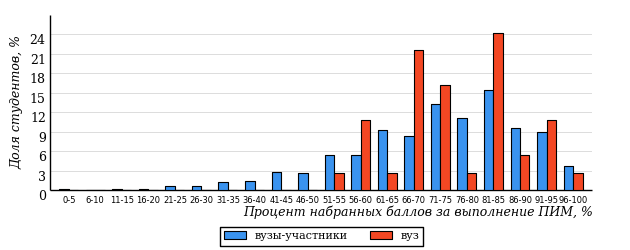 Доля студентов, %
24
21
18
15
12
9
6
3
0
0-5 6-10 11-15 16-20 21-25 26-30 31-35 36-40 41-45 46-50 51-55 56-60 61-65 66-70 71-75 76-80 81-85 86-90 91-95 96-100
Процент набранных баллов за выполнение ПИМ, %
вузы-участники вуз